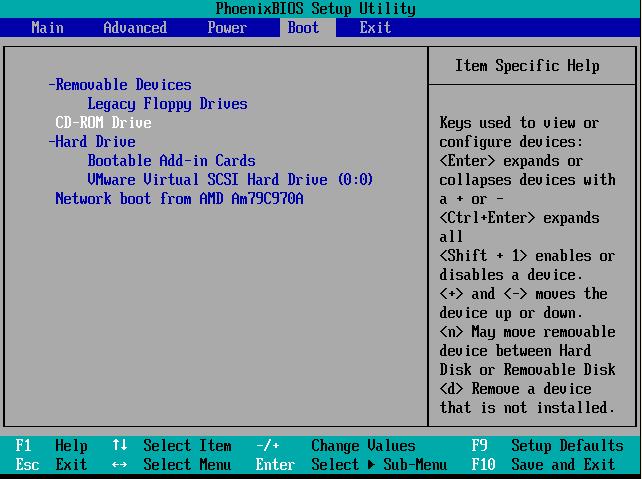 PhoenixBIOS Setup Utility
Main Advanced Power Boot Exit
-Removable Devices
Legacy Floppy Drives
CD-ROM Drive
-Hard Drive
Bootable Add-in Cards
VMware Virtual SCSI Hard Drive (0:0)
Network boot from AMD Am79C970A
Item Specific Help
Keys used to view or
configure devices:
<Enter> expands or
collapses devices with
a + or -
<Ctrl+Enter> expands
all
<Shift + 1> enables or
disables a device.
<+> and <-> moves the
device up or down.
<n> May move removable
device between Hard
Disk or Removable Disk
<d> Remove a device
that is not installed.
F1 Help ↑↓ Select Item -/+ Change Values F9 Setup Defaults
Esc Exit ↔ Select Menu Enter Select ▶ Sub-Menu F10 Save and Exit